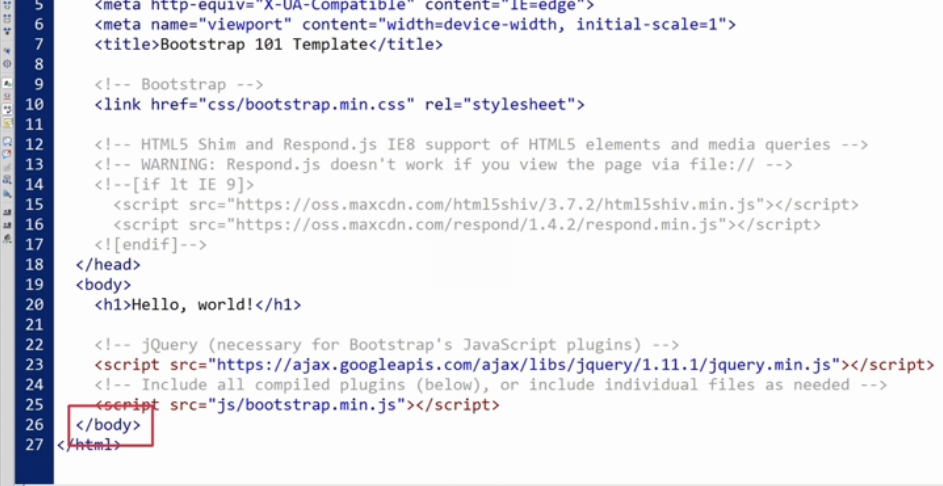 5 <meta http-equiv="X-UA-Compatible" content="IE=edge">
6 <meta name="viewport" content="width=device-width, initial-scale=1">
7 <title>Bootstrap 101 Template</title>
8
9 <!-- Bootstrap -->
10 <link href="css/bootstrap.min.css" rel="stylesheet">
11
12 <!-- HTML5 Shim and Respond.js IE8 support of HTML5 elements and media queries -->
13 <!-- WARNING: Respond.js doesn't work if you view the page via file:// -->
14 <!--[if lt IE 9]>
15 <script src="https://oss.maxcdn.com/html5shiv/3.7.2/html5shiv.min.js"></script>
16 <script src="https://oss.maxcdn.com/respond/1.4.2/respond.min.js"></script>
17 <![endif]-->
18 </head>
19 <body>
20 <h1>Hello, world!</h1>
21
22 <!-- jQuery (necessary for Bootstrap's JavaScript plugins) -->
23 <script src="https://ajax.googleapis.com/ajax/libs/jquery/1.11.1/jquery.min.js"></script>
24 <!-- Include all compiled plugins (below), or include individual files as needed -->
25 <script src="js/bootstrap.min.js"></script>
26 </body>
27 </html>